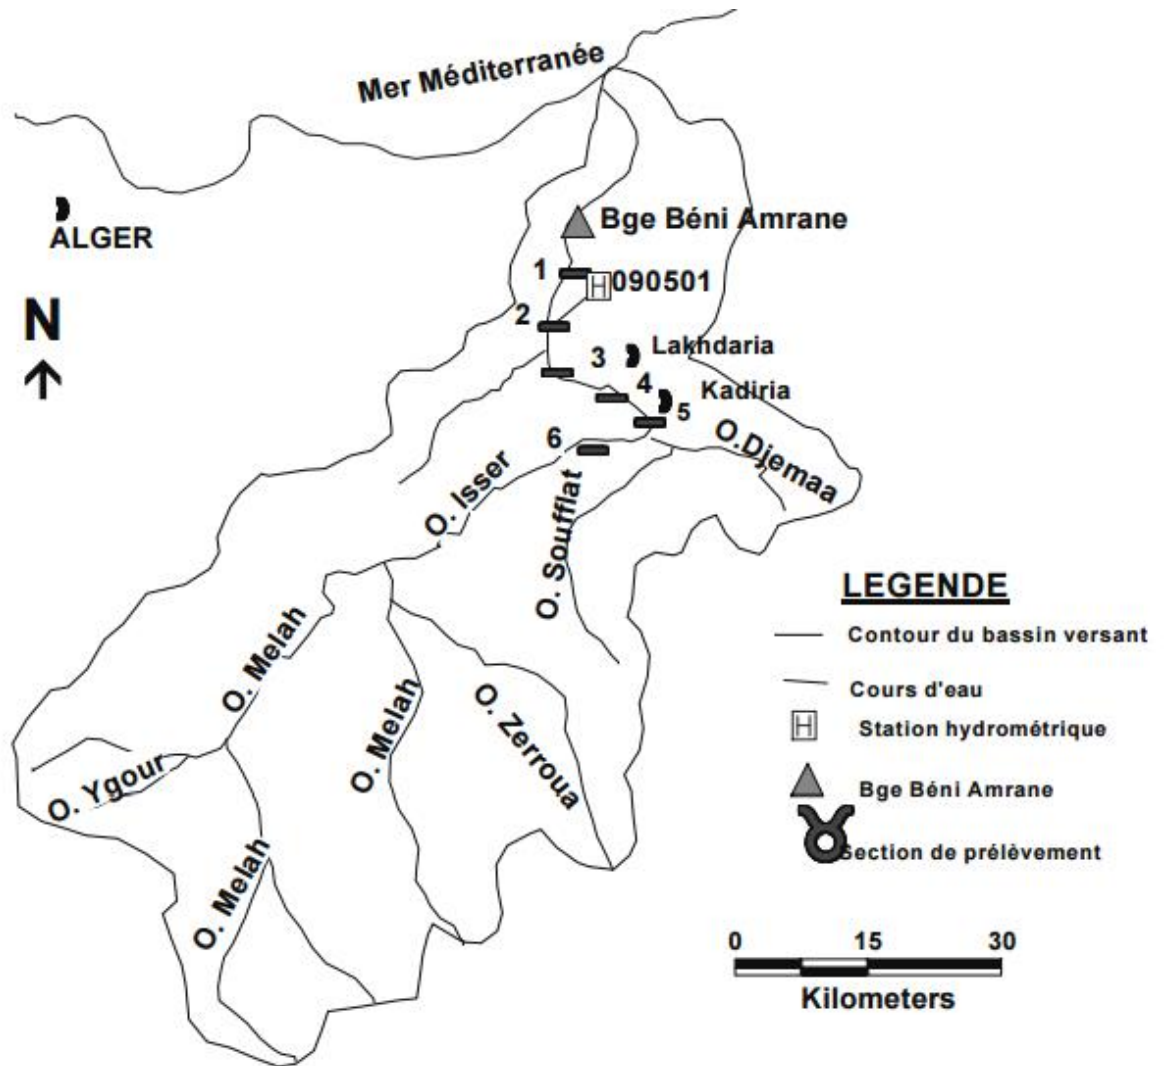 Mer Méditerranée
ALGER
Bge Béni Amrane
1
H
090501
N
2
3
Lakhdaria
4
Kadiria
5
6
O.Djemaa
O. Isser
O. Soufflat
O. Melah
O. Melah
O. Zerroua
O. Ygour
O. Melah
LEGENDE
Contour du bassin versant
Cours d'eau
H
Station hydrométrique
Bge Béni Amrane
Section de prélèvement
0 15 30
Kilometers